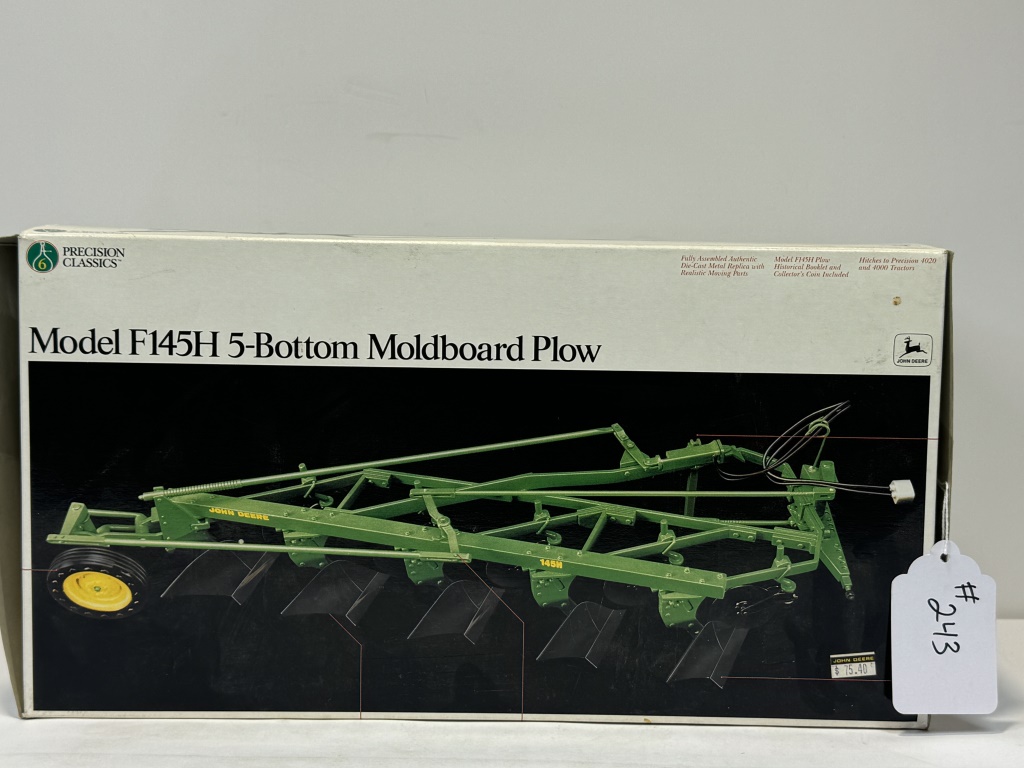 6
PRECISION
CLASSICS™
Fully Assembled Authentic
Die-Cast Metal Replica with
Realistic Moving Parts
Model F145H Plow
Historical Booklet and
Collector's Coin Included
Hitches to Precision 4020
and 4000 Tractors
Model F145H 5-Bottom Moldboard Plow
JOHN DEERE
JOHN DEERE
145H
JOHN DEERE
$ 75.40
# 243